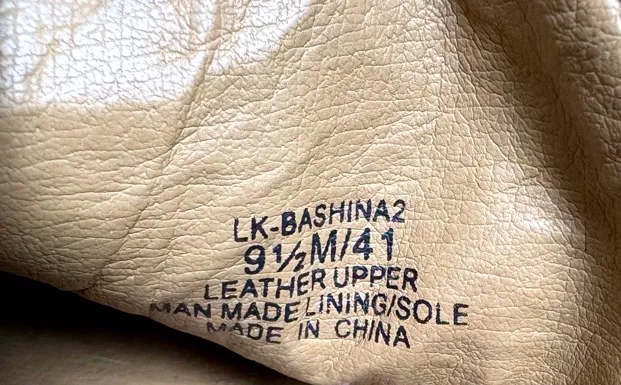 LK-BASHINA2
9½M/41
LEATHER UPPER
MAN MADE LINING/SOLE
MADE IN CHINA